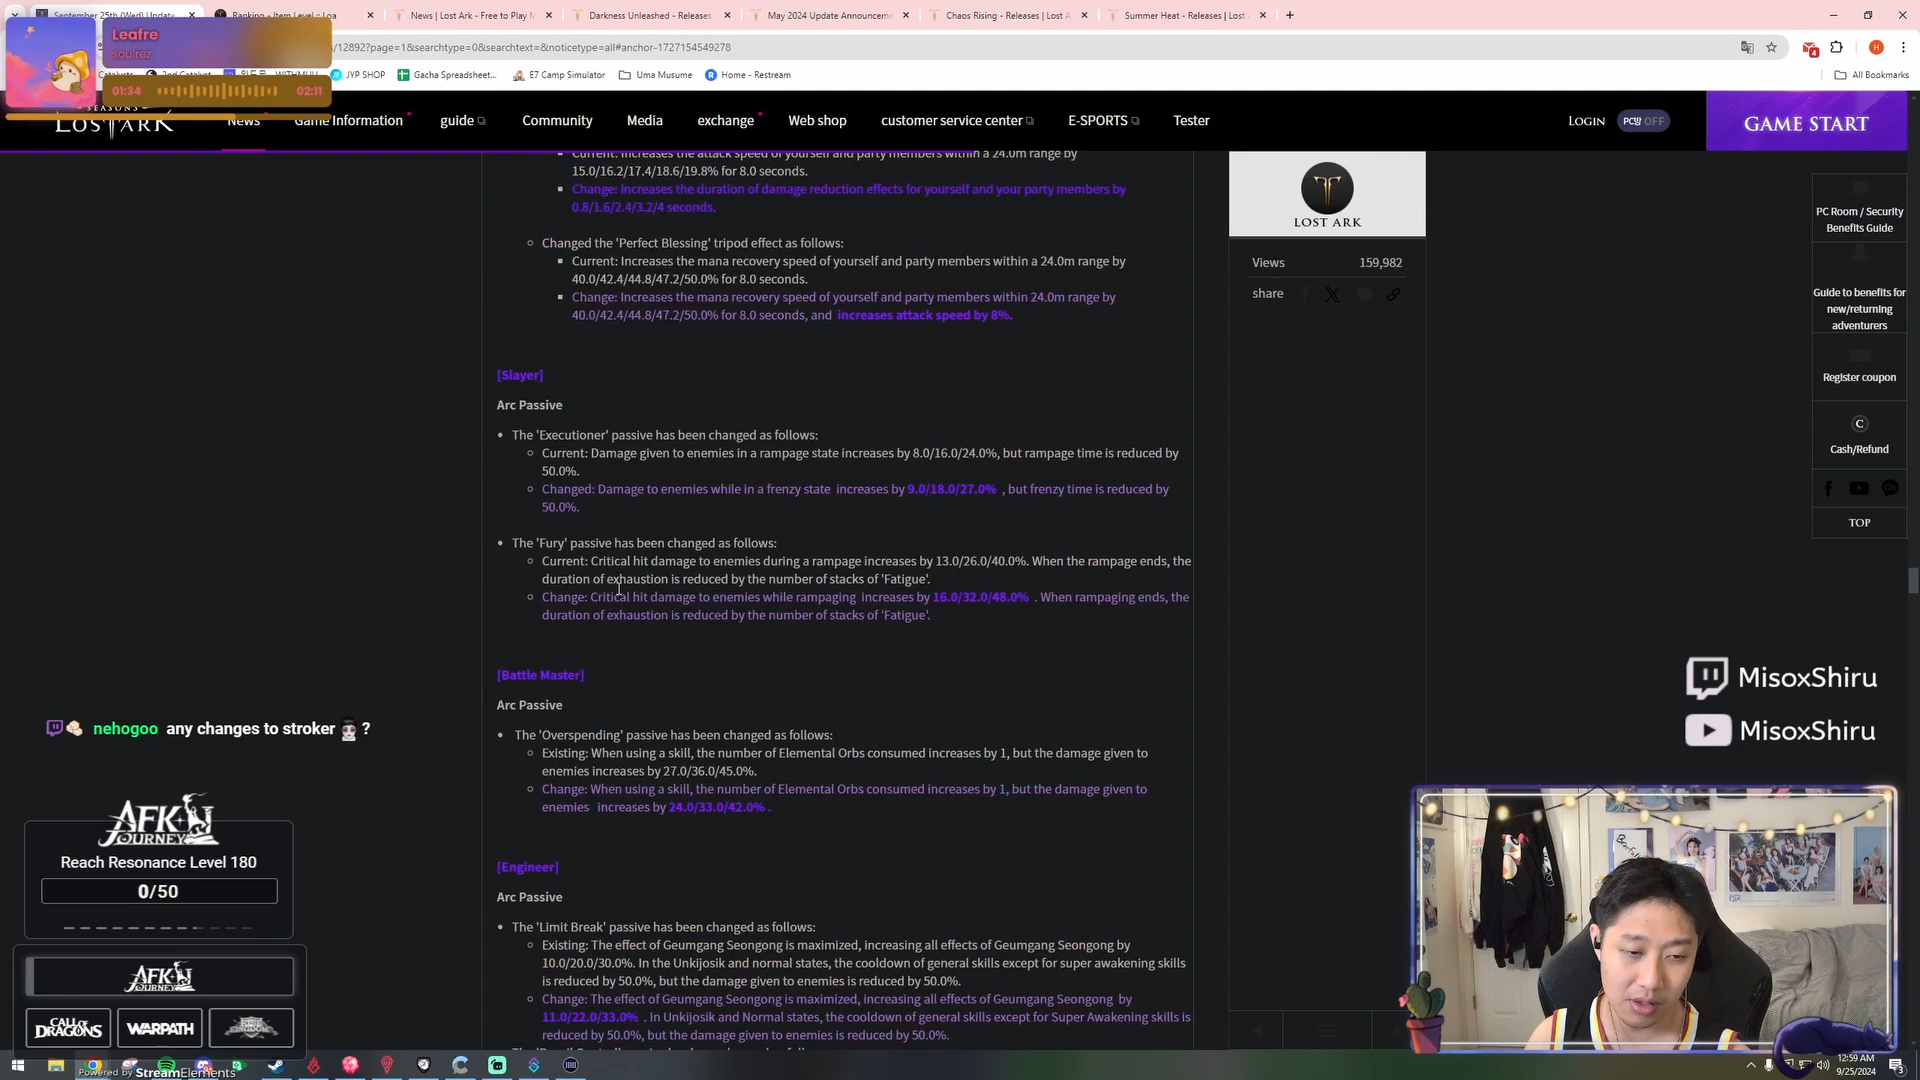 September 25th (Wed) Update
Ranking - Item Level :: Loa
News | Lost Ark - Free to Play M
Darkness Unleashed - Releases
May 2024 Update Announceme
Chaos Rising - Releases | Lost A
Summer Heat - Releases | Lost
Leafre
soulrez
01:34
02:11
/12892?page=1&searchtype=0&searchtext=&noticetype=all#anchor-1727154549278
2nd Catalyst
WITHMUU
JYP SHOP
Gacha Spreadsheet...
E7 Camp Simulator
Uma Musume
Home - Restream
All Bookmarks
LOST ARK
News
Game Information
guide
Community
Media
exchange
Web shop
customer service center
E-SPORTS
Tester
LOGIN
PC방 OFF
GAME START
Current: Increases the attack speed of yourself and party members within a 24.0m range by
15.0/16.2/17.4/18.6/19.8% for 8.0 seconds.
Change: Increases the duration of damage reduction effects for yourself and your party members by
0.8/1.6/2.4/3.2/4 seconds.
Changed the 'Perfect Blessing' tripod effect as follows:
Current: Increases the mana recovery speed of yourself and party members within a 24.0m range by
40.0/42.4/44.8/47.2/50.0% for 8.0 seconds.
Change: Increases the mana recovery speed of yourself and party members within 24.0m range by
40.0/42.4/44.8/47.2/50.0% for 8.0 seconds, and increases attack speed by 8%.
[Slayer]
Arc Passive
The 'Executioner' passive has been changed as follows:
Current: Damage given to enemies in a rampage state increases by 8.0/16.0/24.0%, but rampage time is reduced by
50.0%.
Changed: Damage to enemies while in a frenzy state increases by 9.0/18.0/27.0% , but frenzy time is reduced by
50.0%.
The 'Fury' passive has been changed as follows:
Current: Critical hit damage to enemies during a rampage increases by 13.0/26.0/40.0%. When the rampage ends, the
duration of exhaustion is reduced by the number of stacks of 'Fatigue'.
Change: Critical hit damage to enemies while rampaging increases by 16.0/32.0/48.0% . When rampaging ends, the
duration of exhaustion is reduced by the number of stacks of 'Fatigue'.
[Battle Master]
Arc Passive
The 'Overspending' passive has been changed as follows:
Existing: When using a skill, the number of Elemental Orbs consumed increases by 1, but the damage given to
enemies increases by 27.0/36.0/45.0%.
Change: When using a skill, the number of Elemental Orbs consumed increases by 1, but the damage given to
enemies increases by 24.0/33.0/42.0% .
[Engineer]
Arc Passive
The 'Limit Break' passive has been changed as follows:
Existing: The effect of Geumgang Seongong is maximized, increasing all effects of Geumgang Seongong by
10.0/20.0/30.0%. In the Unkijosik and normal states, the cooldown of general skills except for super awakening skills
is reduced by 50.0%, but the damage given to enemies is reduced by 50.0%.
Change: The effect of Geumgang Seongong is maximized, increasing all effects of Geumgang Seongong by
11.0/22.0/33.0% . In Unkijosik and Normal states, the cooldown of general skills except for Super Awakening skills is
reduced by 50.0%, but the damage given to enemies is reduced by 50.0%.
LOST ARK
Views 159,982
share
PC Room / Security
Benefits Guide
Guide to benefits for
new/returning
adventurers
Register coupon
Cash/Refund
TOP
nehogoo any changes to stroker ?
MisoxShiru
MisoxShiru
AFK JOURNEY
Reach Resonance Level 180
0/50
AFK JOURNEY
CALL OF DRAGONS
WARPATH
Powered by StreamElements
12:59 AM
9/25/2024